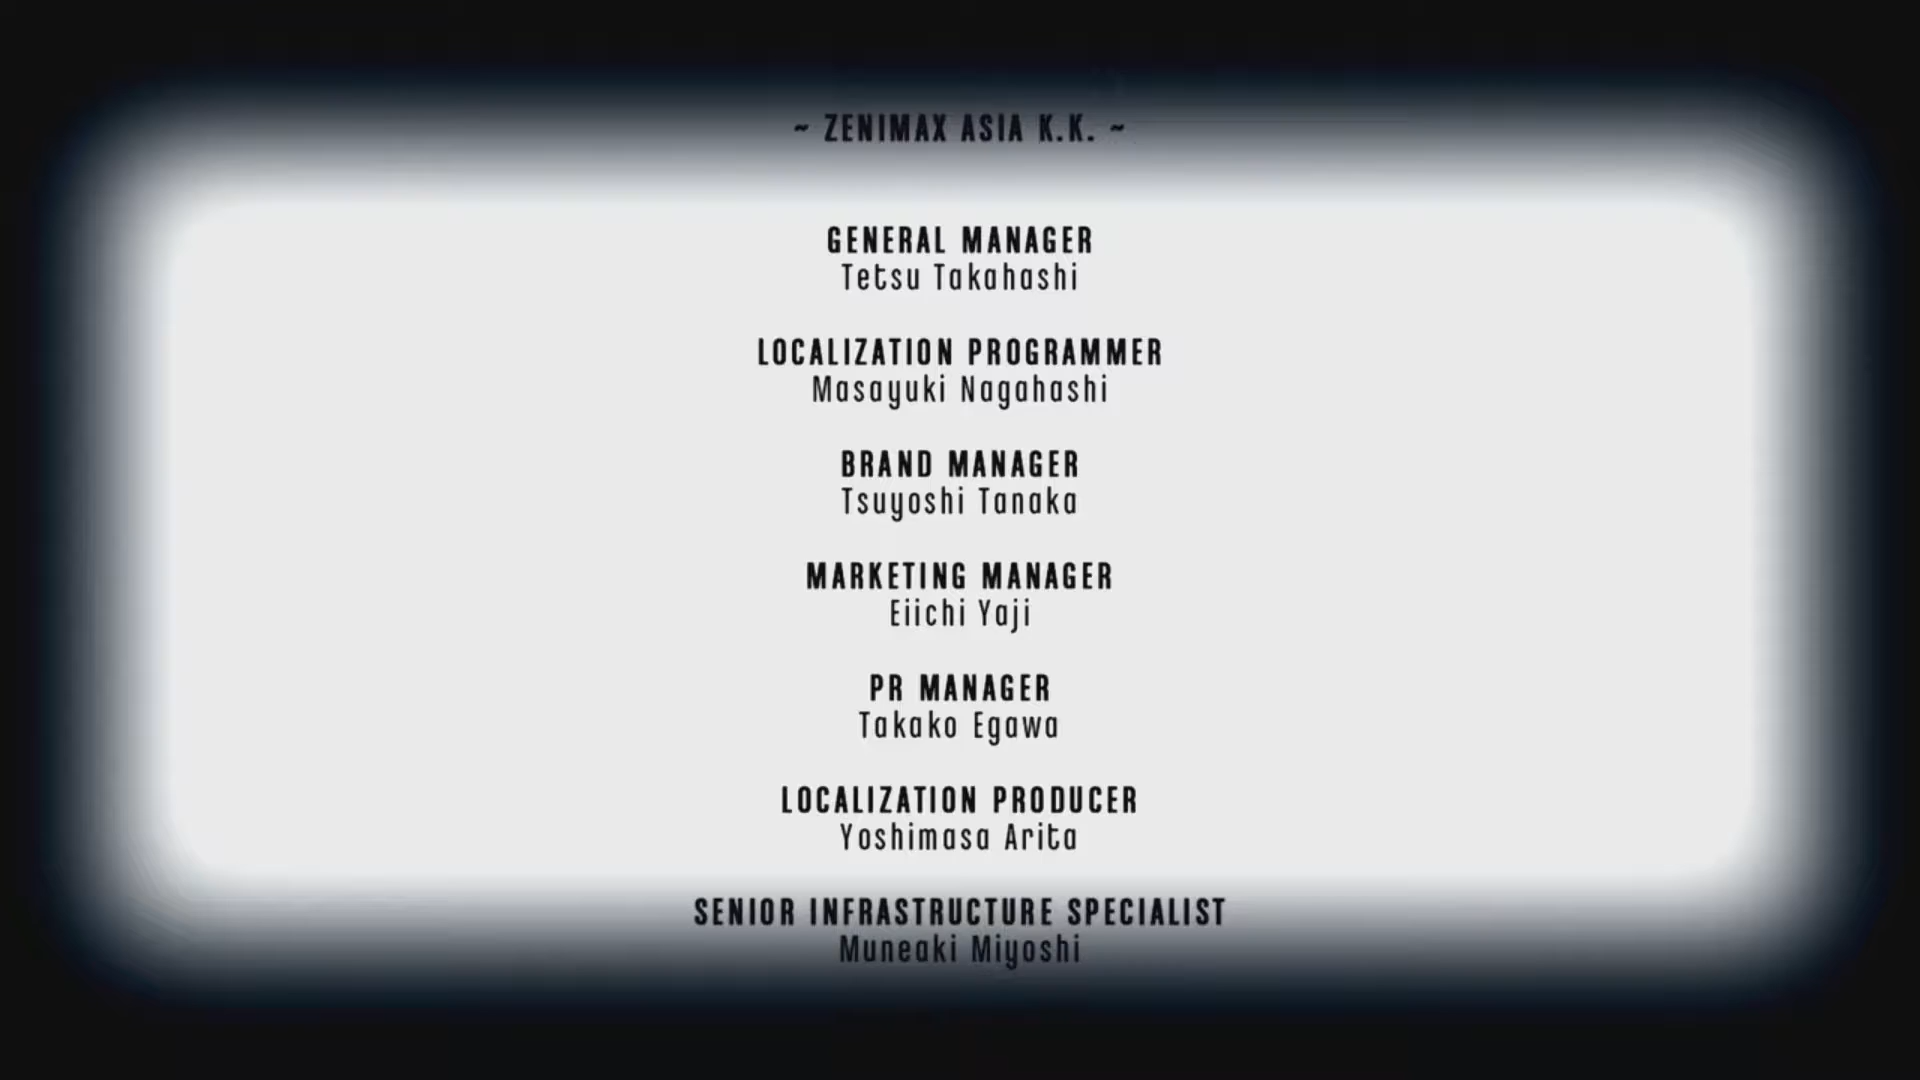 ~ ZENIMAX ASIA K.K. ~
GENERAL MANAGER
Tetsu Takahashi
LOCALIZATION PROGRAMMER
Masayuki Nagahashi
BRAND MANAGER
Tsuyoshi Tanaka
MARKETING MANAGER
Eiichi Yaji
PR MANAGER
Takako Egawa
LOCALIZATION PRODUCER
Yoshimasa Arita
SENIOR INFRASTRUCTURE SPECIALIST
Muneaki Miyoshi